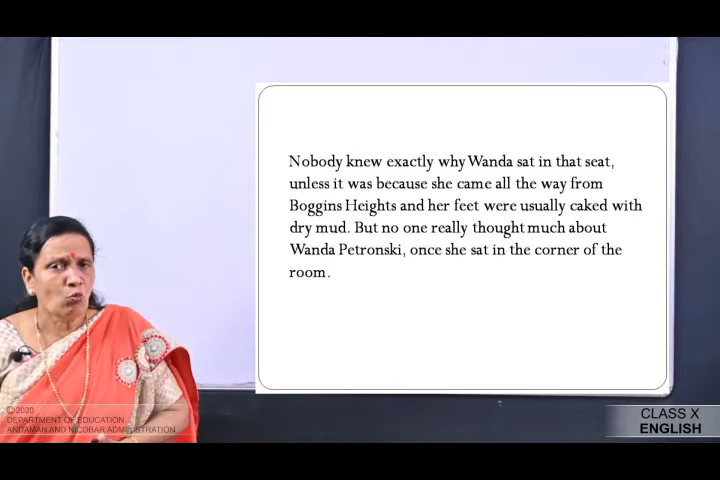 Nobody knew exactly why Wanda sat in that seat,
unless it was because she came all the way from
Boggins Heights and her feet were usually caked with
dry mud. But no one really thought much about
Wanda Petronski, once she sat in the corner of the
room.
©2020
DEPARTMENT OF EDUCATION
ANDAMAN AND NICOBAR ADMINISTRATION
CLASS X
ENGLISH